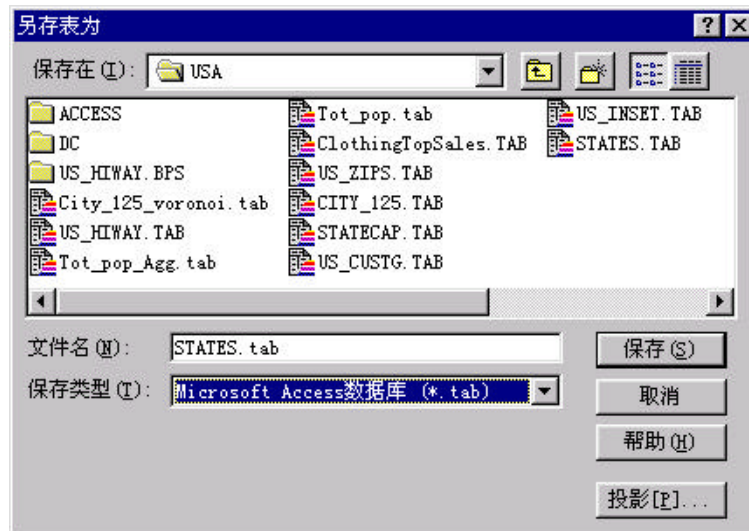 另存表为
保存在(I): USA
ACCESS
DC
US_HIWAY.BPS
City_125_voronoi.tab
US_HIWAY.TAB
Tot_pop_Agg.tab
Tot_pop.tab
ClothingTopSales.TAB
US_ZIPS.TAB
CITY_125.TAB
STATECAP.TAB
US_CUSTG.TAB
US_INSET.TAB
STATES.TAB
文件名(N): STATES.tab
保存(S)
保存类型(T): Microsoft Access数据库 (*.tab)
取消
帮助(H)
投影[P]...